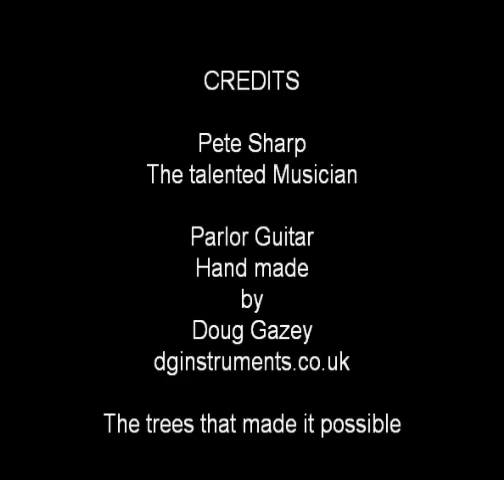 CREDITS
Pete Sharp
The talented Musician
Parlor Guitar
Hand made
by
Doug Gazey
dginstruments.co.uk
The trees that made it possible